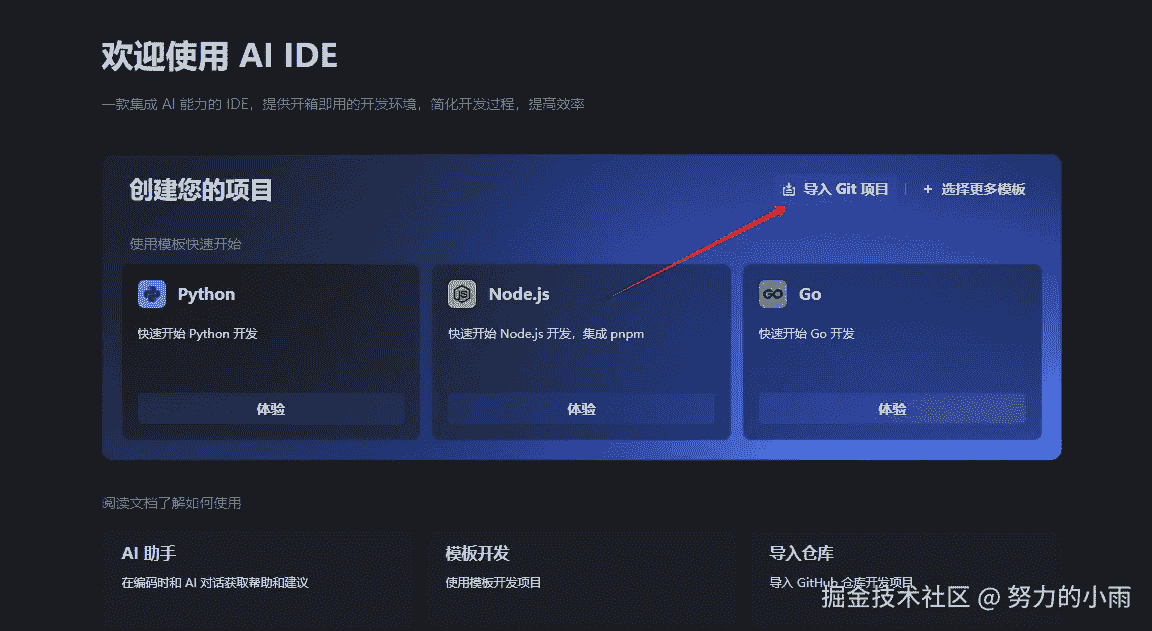 欢迎使用 AI IDE
一款集成 AI 能力的 IDE，提供开箱即用的开发环境，简化开发过程，提高效率
创建您的项目
导入 Git 项目
+ 选择更多模板
使用模板快速开始
Python
快速开始 Python 开发
体验
Node.js
快速开始 Node.js 开发，集成 pnpm
体验
Go
快速开始 Go 开发
体验
阅读文档了解如何使用
AI 助手
在编码时和 AI 对话获取帮助和建议
模板开发
使用模板开发项目
导入仓库
导入 GitHub 仓库开发项目
掘金技术社区 @ 努力的小雨